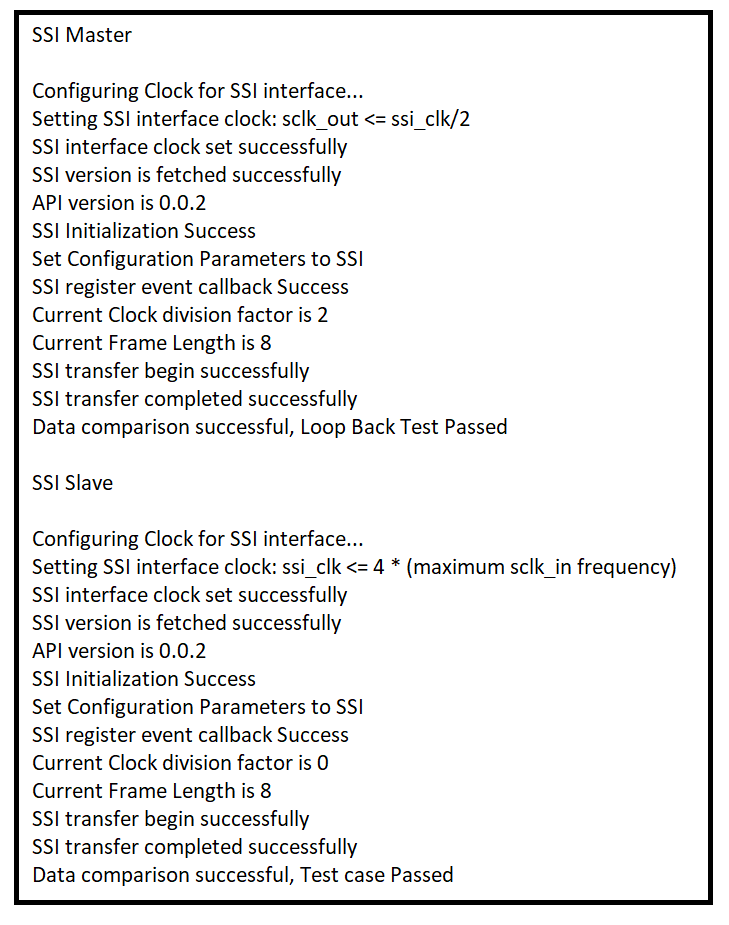 SSI Master
Configuring Clock for SSI interface...
Setting SSI interface clock: sclk_out <= ssi_clk/2
SSI interface clock set successfully
SSI version is fetched successfully
API version is 0.0.2
SSI Initialization Success
Set Configuration Parameters to SSI
SSI register event callback Success
Current Clock division factor is 2
Current Frame Length is 8
SSI transfer begin successfully
SSI transfer completed successfully
Data comparison successful, Loop Back Test Passed
SSI Slave
Configuring Clock for SSI interface...
Setting SSI interface clock: ssi_clk <= 4 * (maximum sclk_in frequency)
SSI interface clock set successfully
SSI version is fetched successfully
API version is 0.0.2
SSI Initialization Success
Set Configuration Parameters to SSI
SSI register event callback Success
Current Clock division factor is 0
Current Frame Length is 8
SSI transfer begin successfully
SSI transfer completed successfully
Data comparison successful, Test case Passed